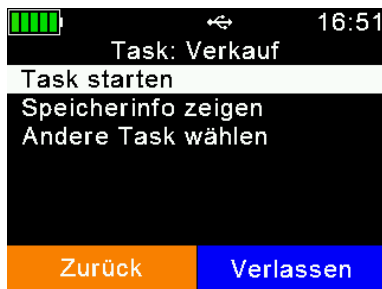 16:51
Task: Verkauf
Task starten
Speicherinfo zeigen
Andere Task wählen
Zurück Verlassen